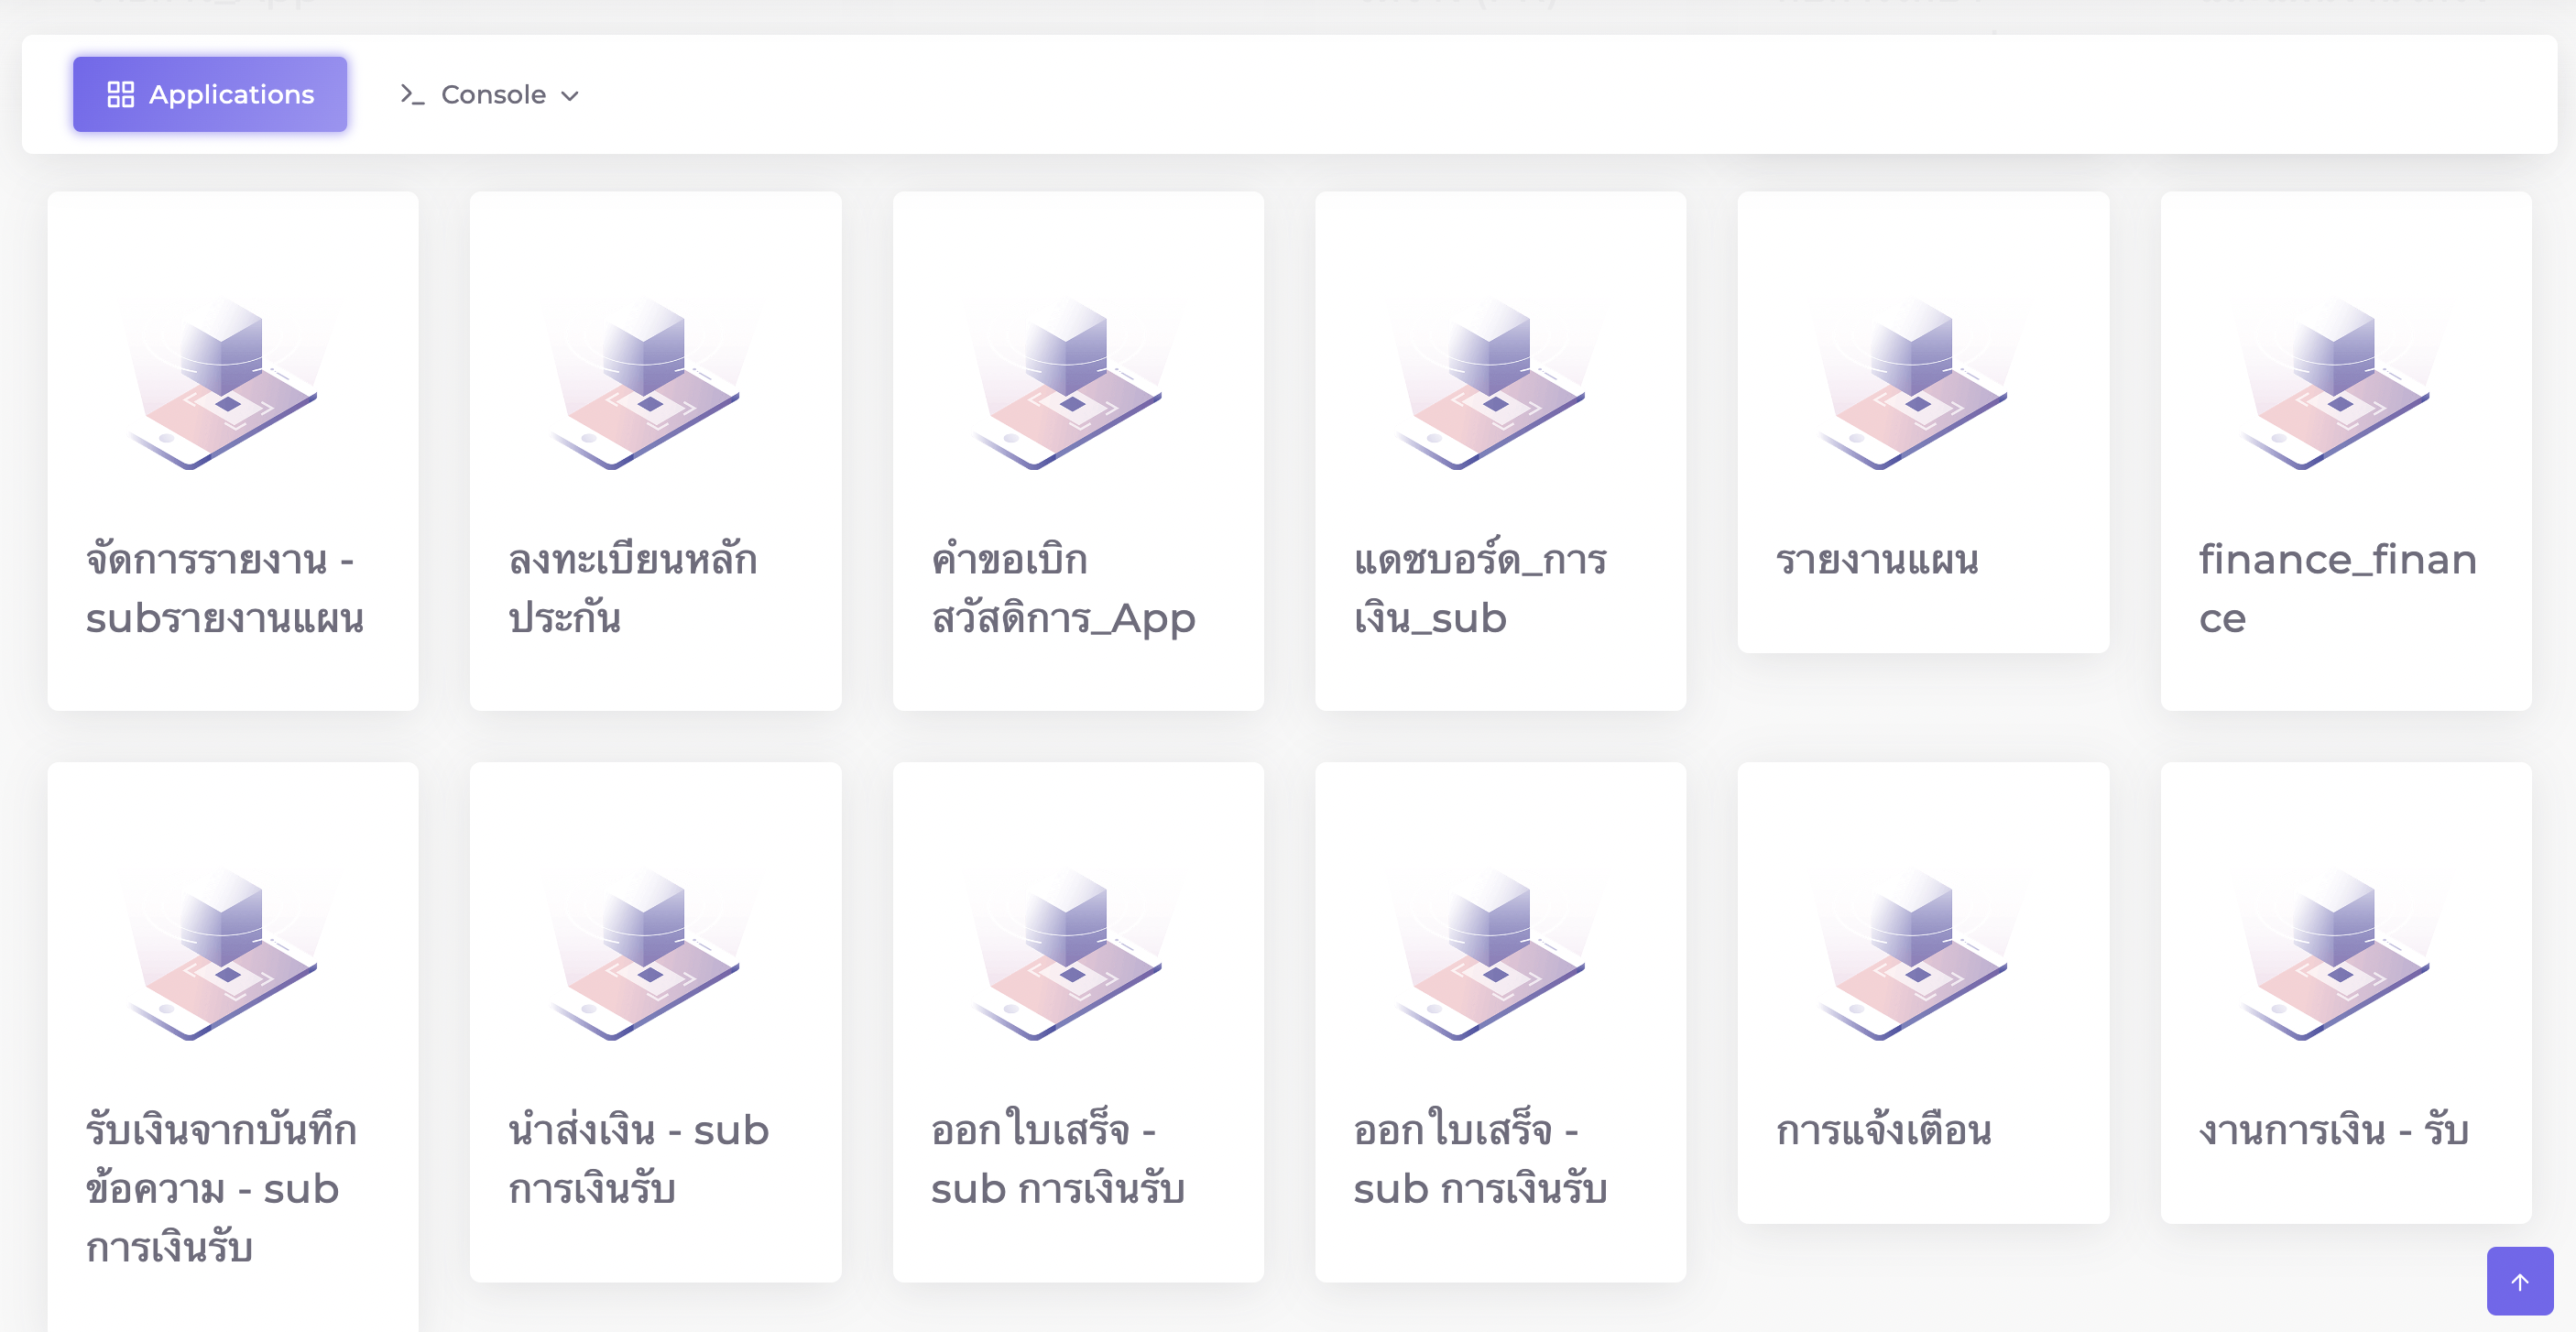 Applications
Console
จัดการรายงาน -
subรายงานแผน
ลงทะเบียนหลัก
ประกัน
คำขอเบิก
สวัสดิการ_App
แดชบอร์ด_การ
เงิน_sub
รายงานแผน
finance_finan
ce
รับเงินจากบันทึก
ข้อความ - sub
การเงินรับ
นำส่งเงิน - sub
การเงินรับ
ออกใบเสร็จ -
sub การเงินรับ
ออกใบเสร็จ -
sub การเงินรับ
การแจ้งเตือน
งานการเงิน - รับ